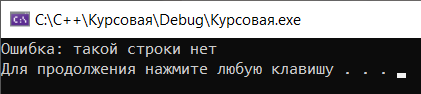 C:\C++\Курсовая\Debug\Курсовая.exe
Ошибка: такой строки нет
Для продолжения нажмите любую клавишу . . .